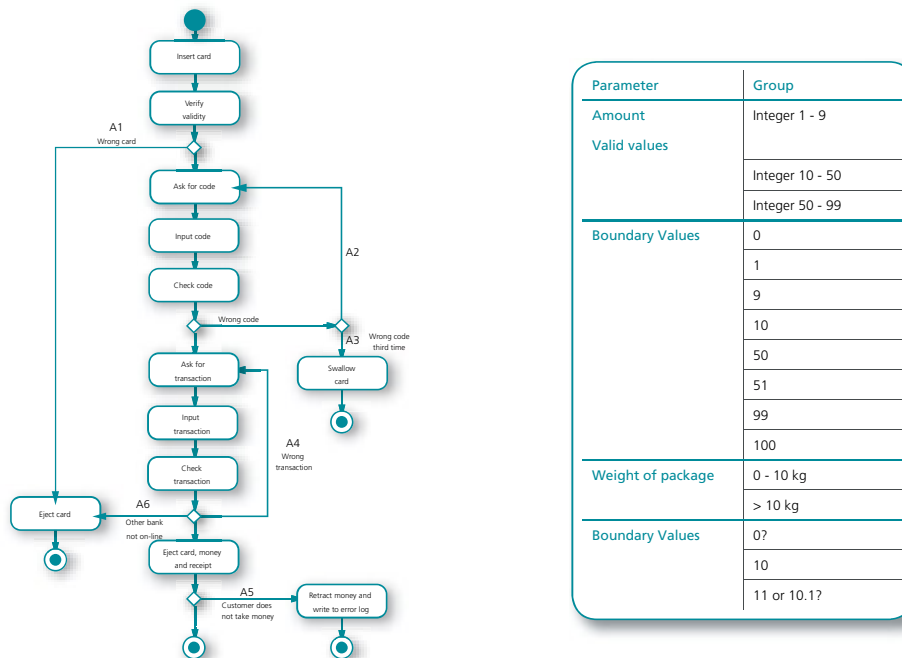 Insert card
Verify
validity
A1
Wrong card
Ask for code
Input code
A2
Check code
Wrong code
A3
Wrong code
third time
Ask for
transaction
Swallow
card
Input
transaction
A4
Wrong
transaction
Check
transaction
A6
Other bank
not on-line
Eject card
Eject card, money
and receipt
A5
Customer does
not take money
Retract money and
write to error log
Parameter Group
Amount Integer 1 - 9
Valid values
Integer 10 - 50
Integer 50 - 99
Boundary Values 0
1
9
10
50
51
99
100
Weight of package 0 - 10 kg
> 10 kg
Boundary Values 0?
10
11 or 10.1?